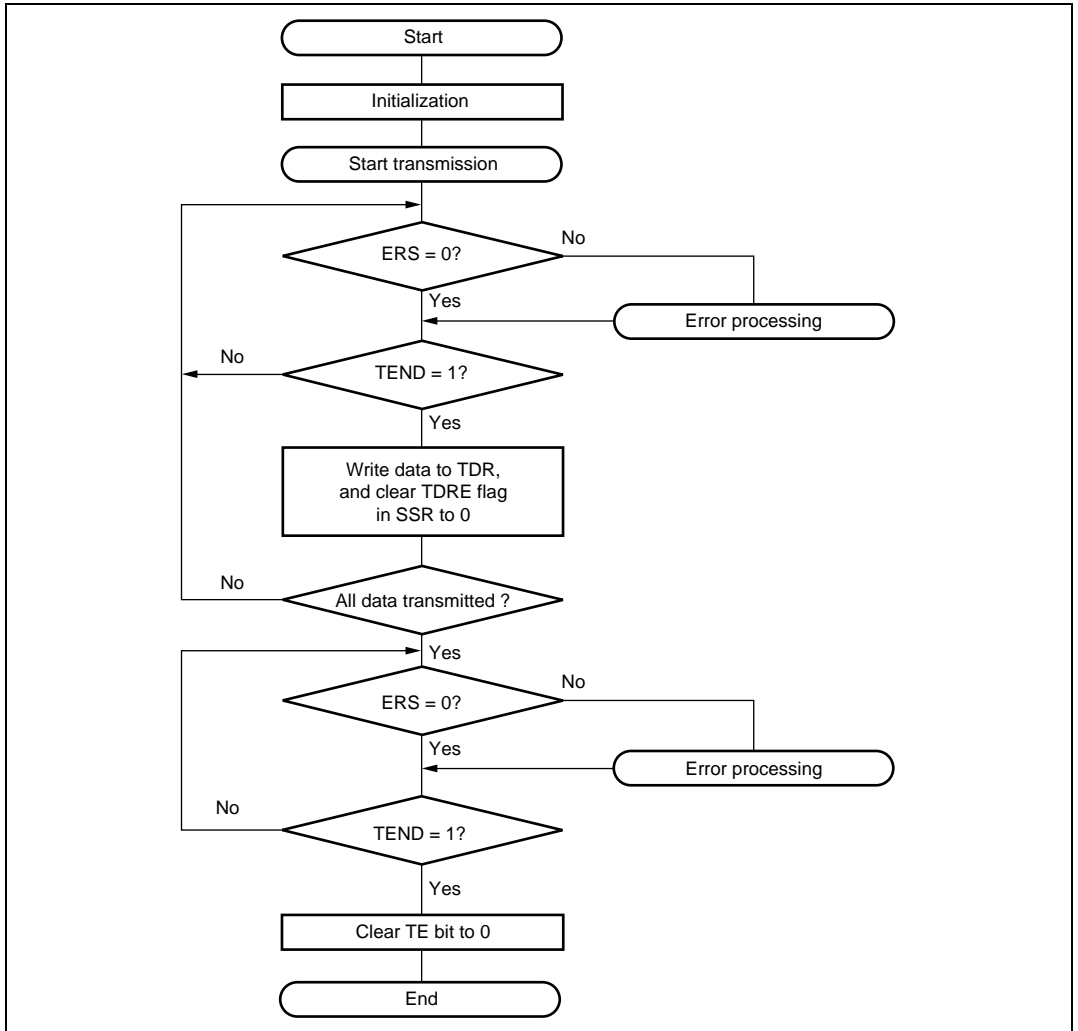 Start
Initialization
Start transmission
ERS = 0?
No
Yes
Error processing
No
TEND = 1?
Yes
Write data to TDR,
and clear TDRE flag
in SSR to 0
No
All data transmitted ?
Yes
No
ERS = 0?
Yes
Error processing
No
TEND = 1?
Yes
Clear TE bit to 0
End